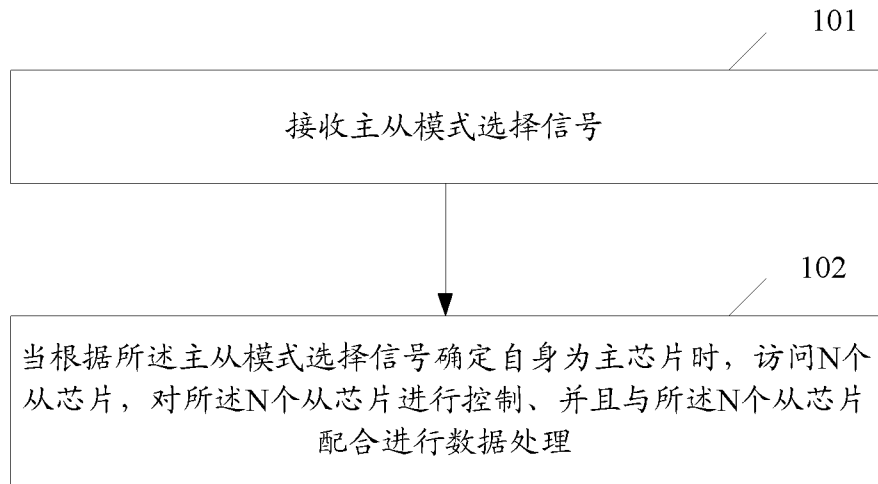 101
接收主从模式选择信号
102
当根据所述主从模式选择信号确定自身为主芯片时，访问N个
从芯片，对所述N个从芯片进行控制、并且与所述N个从芯片
配合进行数据处理